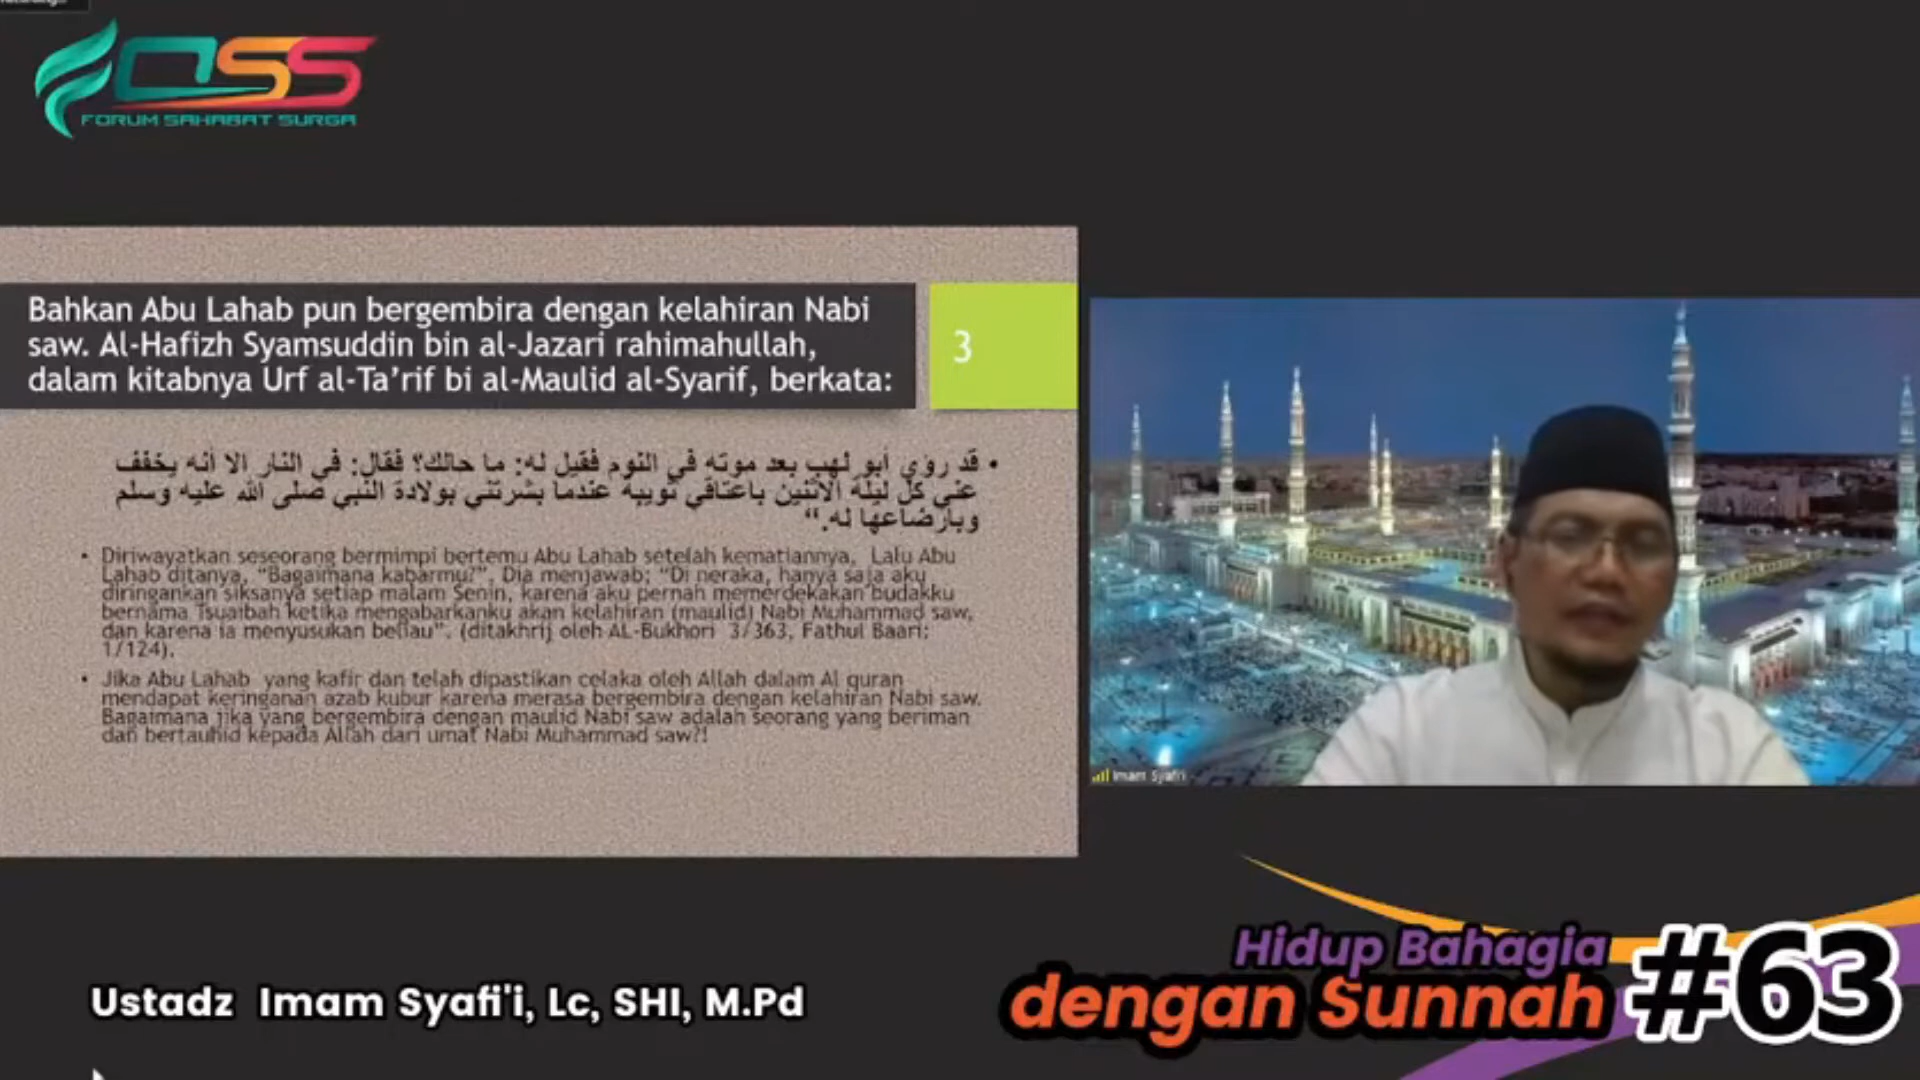 FOSS
FORUM SAHABAT SURGA
Bahkan Abu Lahab pun bergembira dengan kelahiran Nabi
saw. Al-Hafizh Syamsuddin bin al-Jazari rahimahullah,
dalam kitabnya Urf al-Ta’rif bi al-Maulid al-Syarif, berkata:
3
• قد رؤي أبو لهب بعد موته في النوم فقيل له: ما حالك؟ فقال: في النار الا أنه يخفف
عني كل ليلة الاثنين باعتاقي ثويبة عندما بشرتني بولادة النبي صلى الله عليه وسلم
وبارضاعها له.“
• Diriwayatkan seseorang bermimpi bertemu Abu Lahab setelah kematiannya, Lalu Abu
Lahab ditanya, “Bagaimana kabarmu?”, Dia menjawab; “Di neraka, hanya saja aku
diringankan siksanya setiap malam Senin, karena aku pernah memerdekakan budakku
bernama Tsuaibah ketika mengabarkanku akan kelahiran (maulid) Nabi Muhammad saw,
dan karena ia menyusukan beliau”. (ditakhrij oleh AL-Bukhori 3/363, Fathul Baari:
1/124).
• Jika Abu Lahab yang kafir dan telah dipastikan celaka oleh Allah dalam Al quran
mendapat keringanan azab kubur karena merasa bergembira dengan kelahiran Nabi saw.
Bagaimana jika yang bergembira dengan maulid Nabi saw adalah seorang yang beriman
dan bertauhid kepada Allah dari umat Nabi Muhammad saw?!
Imam Syafi'i
Ustadz Imam Syafi'i, Lc, SHI, M.Pd
Hidup Bahagia
dengan Sunnah
#63